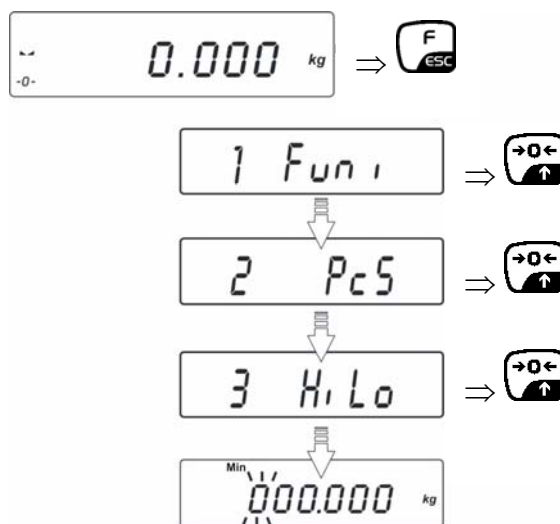 0.000 kg ⇒ F ESC
-0-
1 Funi ⇒ →0←
2 PcS ⇒ →0←
3 HiLo ⇒ →0←
Min
000.000 kg